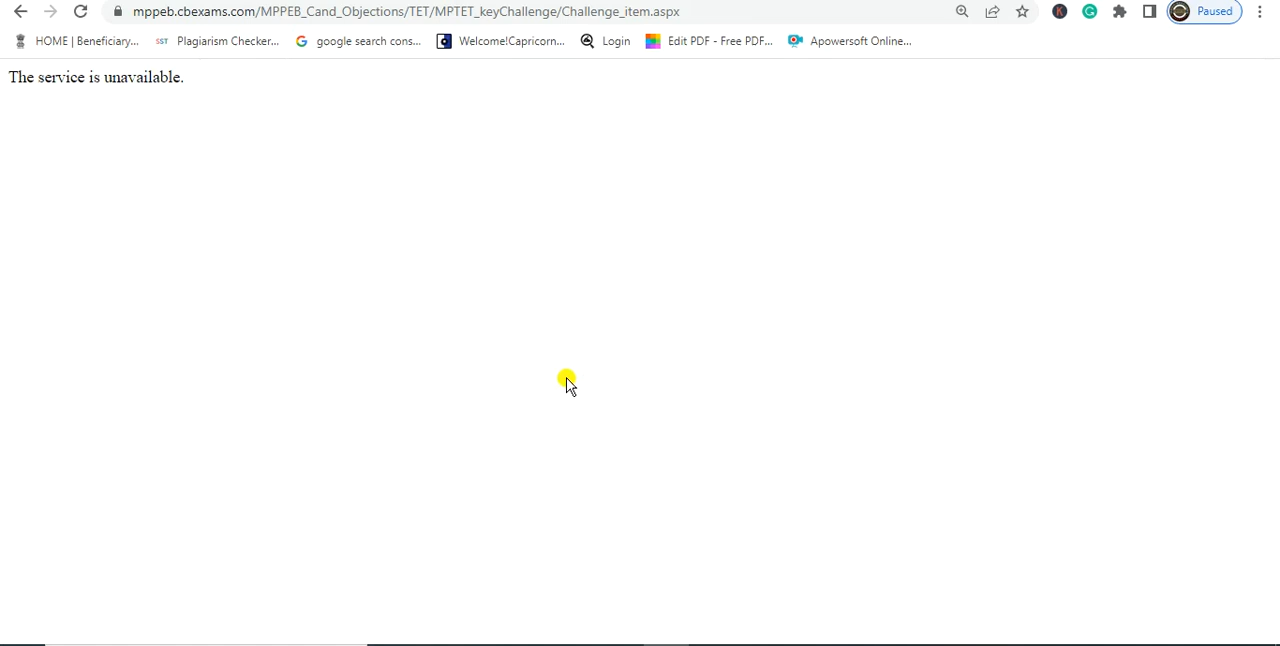 mppeb.cbexams.com/MPPEB_Cand_Objections/TET/MPTET_keyChallenge/Challenge_item.aspx
K
G
Paused
HOME | Beneficiary...
SST
Plagiarism Checker...
G
google search cons...
Welcome!Capricorn...
Login
Edit PDF - Free PDF...
Apowersoft Online...
The service is unavailable.